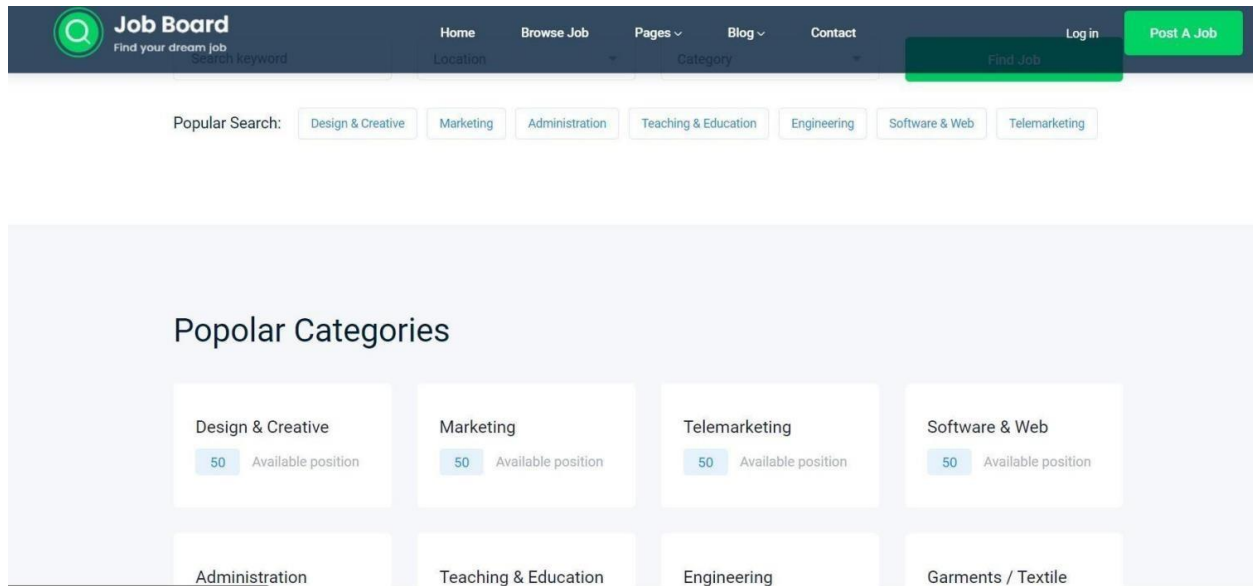 Job Board
Find your dream job
Home Browse Job Pages Blog Contact Log in Post A Job
Search keyword Location Category Find Job
Popular Search: Design & Creative Marketing Administration Teaching & Education Engineering Software & Web Telemarketing
Popolar Categories
Design & Creative Marketing Telemarketing Software & Web
50 Available position 50 Available position 50 Available position 50 Available position
Administration Teaching & Education Engineering Garments / Textile